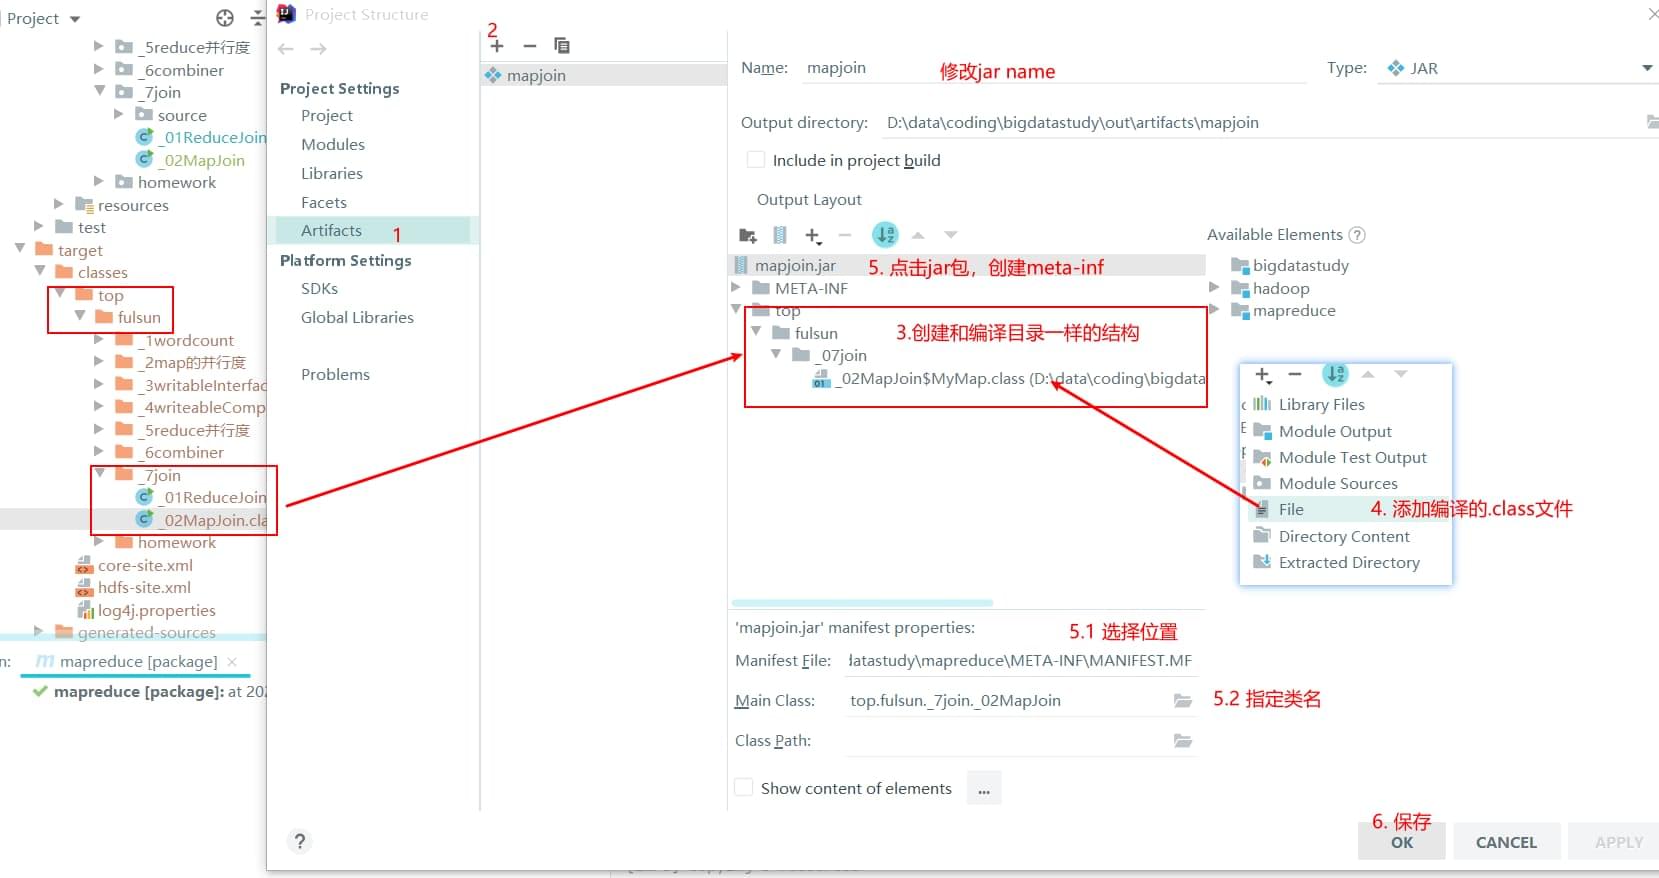 Project
_5reduce并行度
_6combiner
_7join
source
_01ReduceJoin
_02MapJoin
homework
resources
test
target
classes
top
fulsun
_1wordcount
_2map的并行度
_3writableInterfac
_4writeableComp
_5reduce并行度
_6combiner
_7join
_01ReduceJoin
_02MapJoin.cla
homework
core-site.xml
hdfs-site.xml
log4j.properties
generated-sources
n:
mapreduce [package]
mapreduce [package]: at 202
Project Structure
Project Settings
Project
Modules
Libraries
Facets
Artifacts 1
Platform Settings
SDKs
Global Libraries
Problems
2
mapjoin
Name: mapjoin 修改jar name Type: JAR
Output directory: D:\data\coding\bigdatastudy\out\artifacts\mapjoin
Include in project build
Output Layout
Available Elements
mapjoin.jar 5. 点击jar包，创建meta-inf
META-INF
top
fulsun 3.创建和编译目录一样的结构
_07join
_02MapJoin$MyMap.class (D:\data\coding\bigdata
bigdatastudy
hadoop
mapreduce
Library Files
Module Output
Module Test Output
Module Sources
File 4. 添加编译的.class文件
Directory Content
Extracted Directory
'mapjoin.jar' manifest properties: 5.1 选择位置
Manifest File: datastudy\mapreduce\META-INF\MANIFEST.MF
Main Class: top.fulsun._7join._02MapJoin 5.2 指定类名
Class Path:
Show content of elements ...
6. 保存
? OK CANCEL APPLY